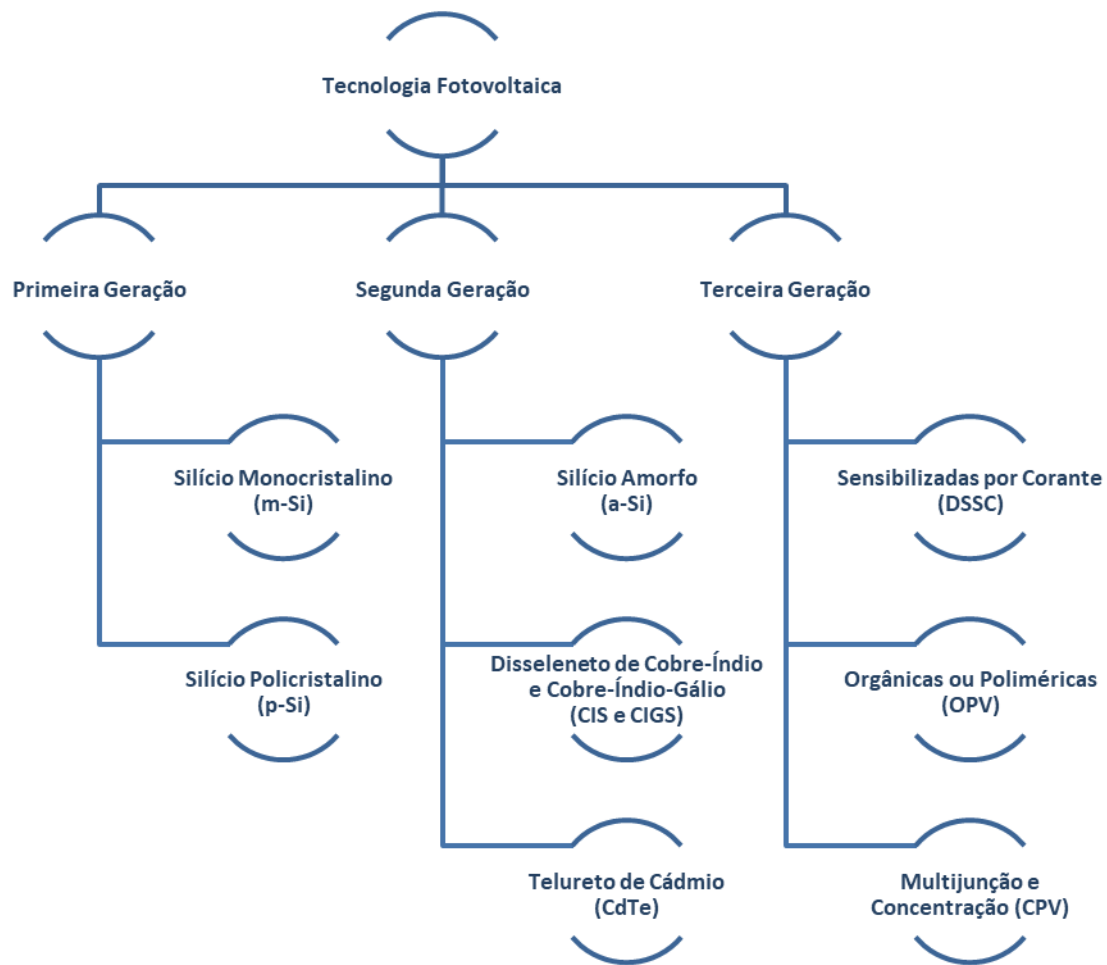 Tecnologia Fotovoltaica
Primeira Geração
Segunda Geração
Terceira Geração
Silício Monocristalino
(m-Si)
Silício Amorfo
(a-Si)
Sensibilizadas por Corante
(DSSC)
Silício Policristalino
(p-Si)
Disseleneto de Cobre-Índio
e Cobre-Índio-Gálio
(CIS e CIGS)
Orgânicas ou Poliméricas
(OPV)
Telureto de Cádmio
(CdTe)
Multijunção e
Concentração (CPV)